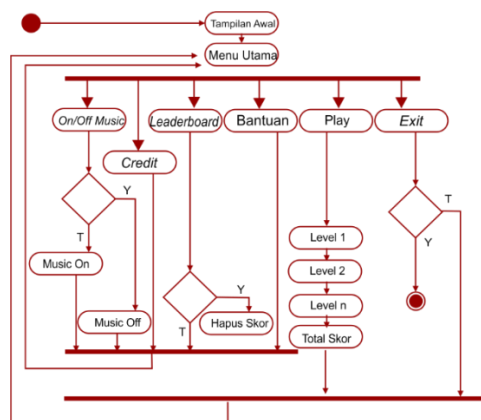 Tampilan Awal
Menu Utama
On/Off Music
Leaderboard
Bantuan
Play
Exit
Credit
Y
T
T
Y
Level 1
Music On
Level 2
Y
Level n
Music Off
T
Hapus Skor
Total Skor